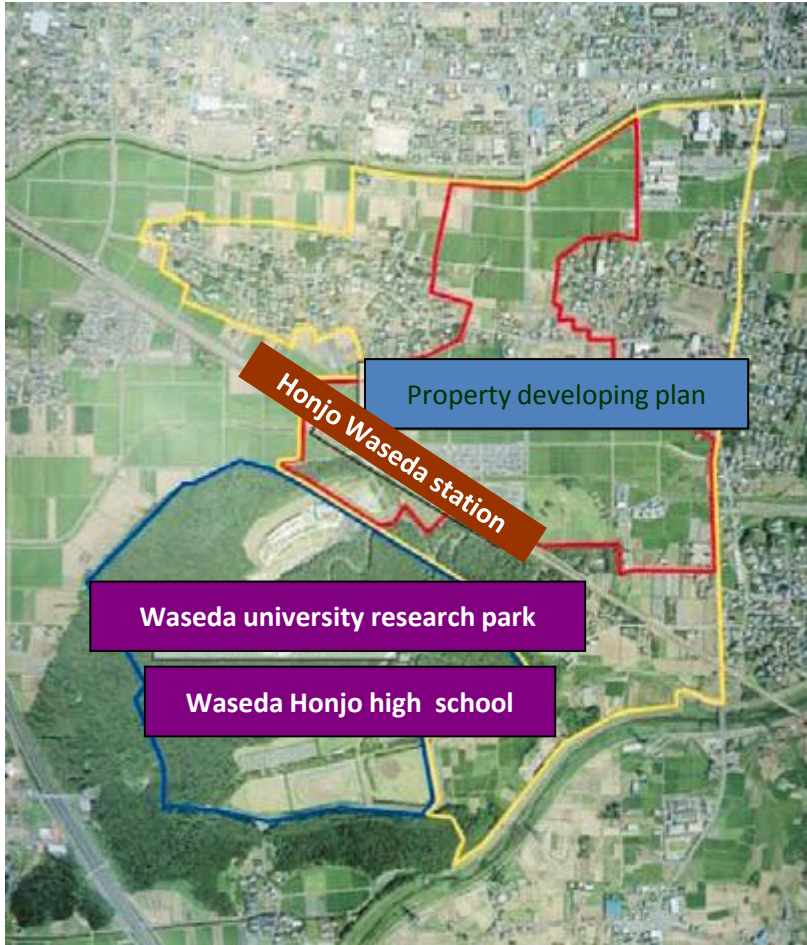 Property developing plan
Honjo Waseda station
Waseda university research park
Waseda Honjo high school